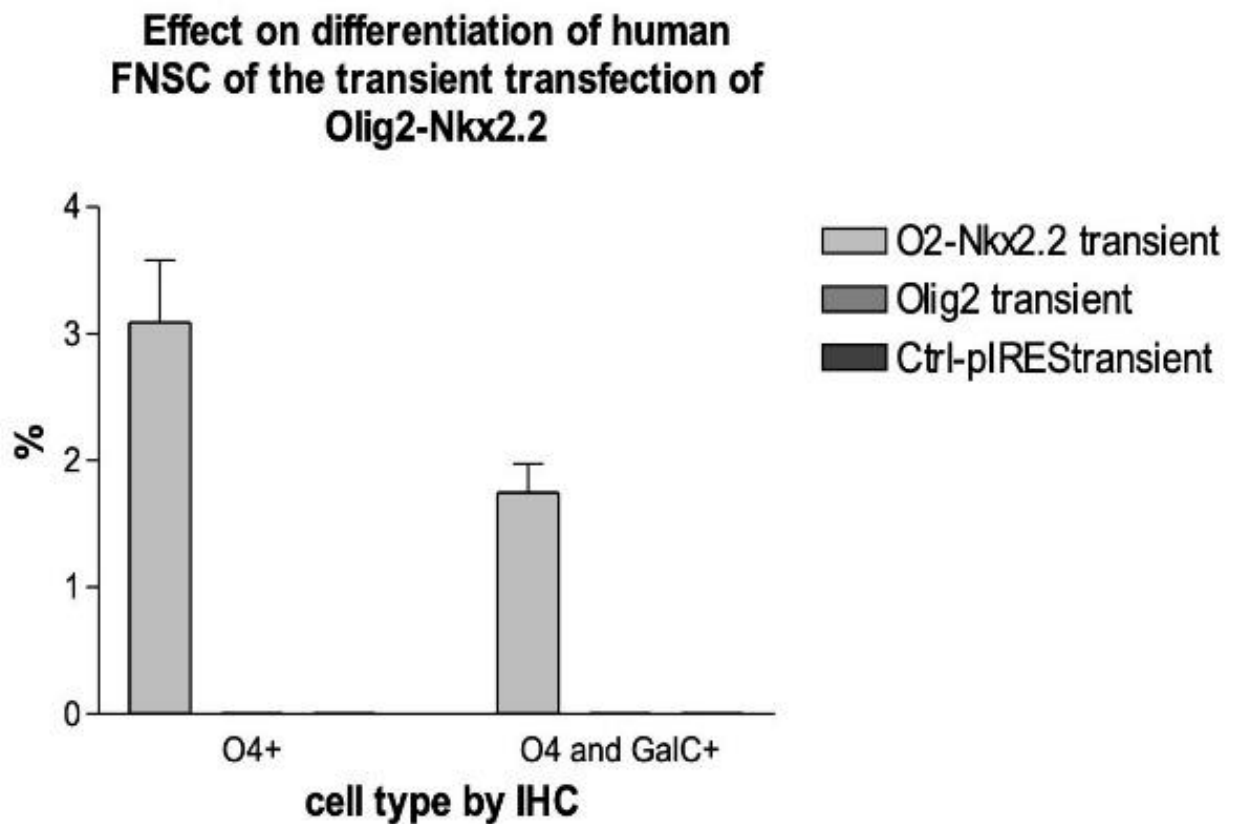 Effect on differentiation of human
FNSC of the transient transfection of
Olig2-Nkx2.2
4
3
2
1
0
%
O4+
O4 and GalC+
cell type by IHC
O2-Nkx2.2 transient
Olig2 transient
Ctrl-pIREStransient